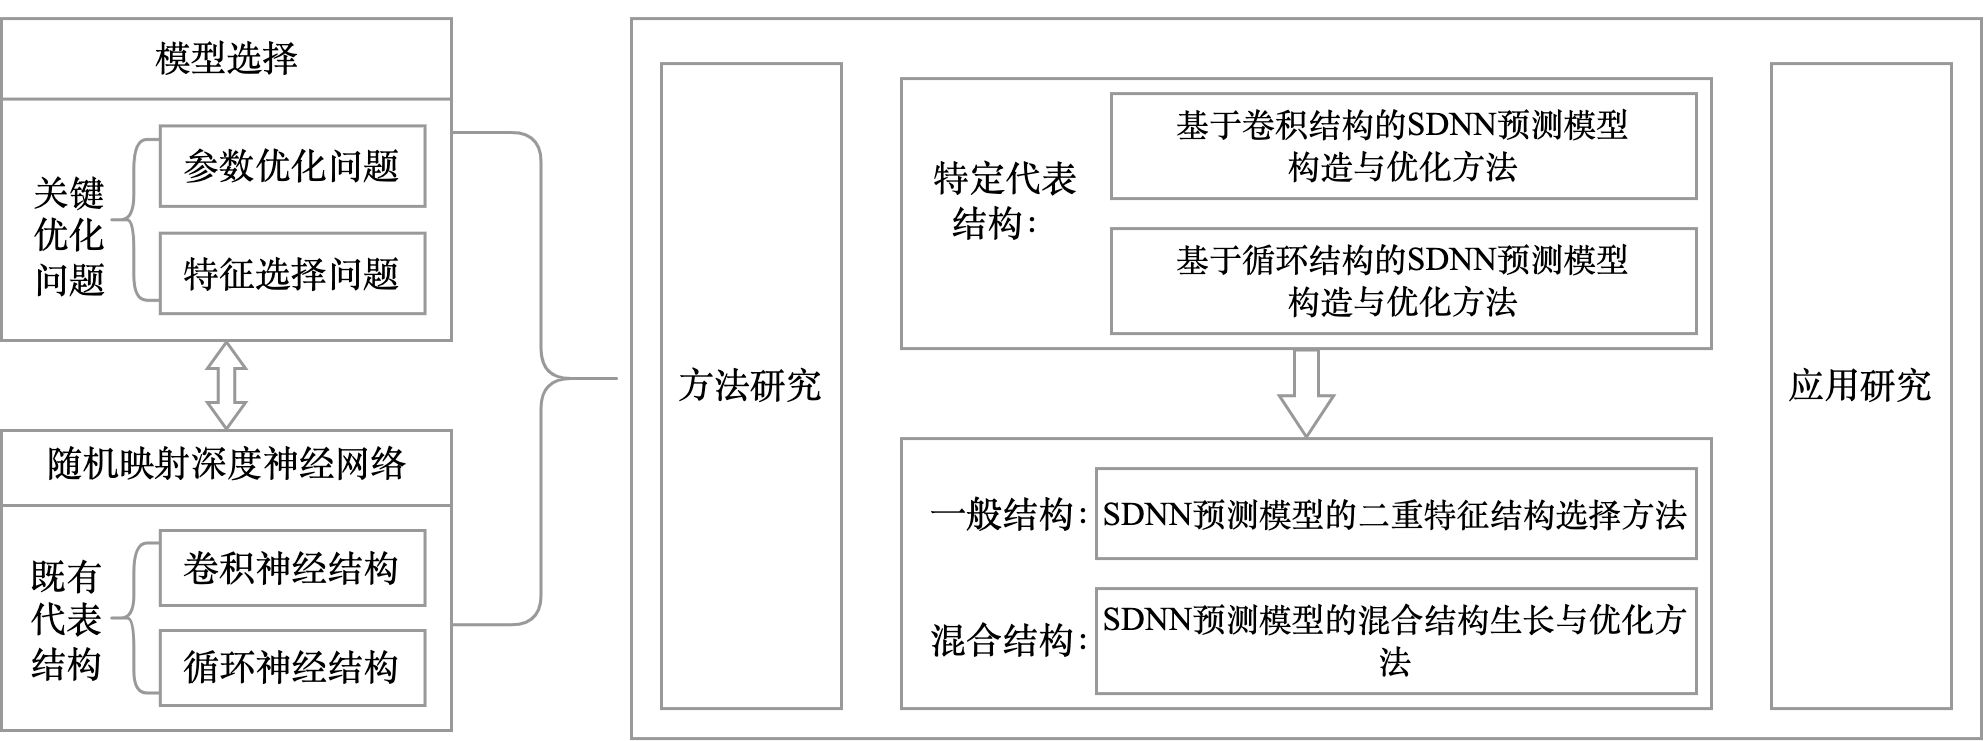 模型选择
关键
优化
问题
参数优化问题
特征选择问题
随机映射深度神经网络
既有
代表
结构
卷积神经结构
循环神经结构
方法研究
特定代表
结构：
基于卷积结构的SDNN预测模型
构造与优化方法
基于循环结构的SDNN预测模型
构造与优化方法
一般结构：
SDNN预测模型的二重特征结构选择方法
混合结构：
SDNN预测模型的混合结构生长与优化方
法
应用研究